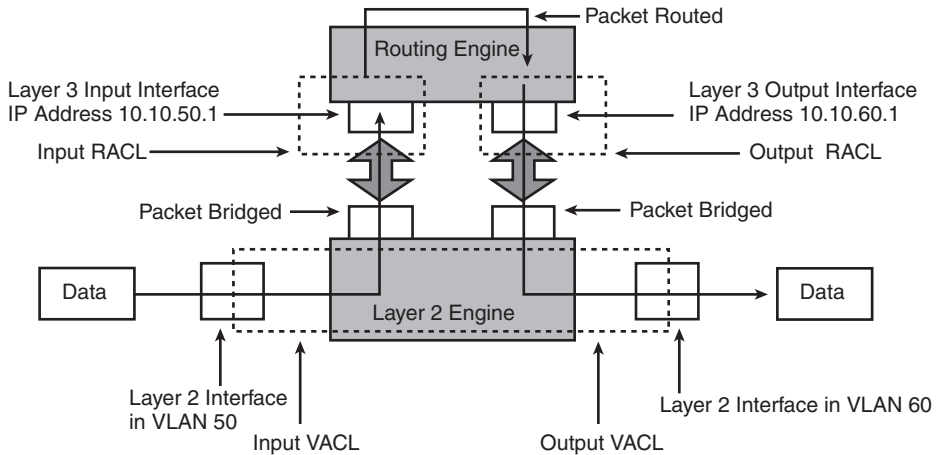 Packet Routed
Routing Engine
Layer 3 Input Interface
IP Address 10.10.50.1
Layer 3 Output Interface
IP Address 10.10.60.1
Input RACL
Output RACL
Packet Bridged
Packet Bridged
Data
Data
Layer 2 Engine
Layer 2 Interface
in VLAN 50
Layer 2 Interface in VLAN 60
Input VACL
Output VACL